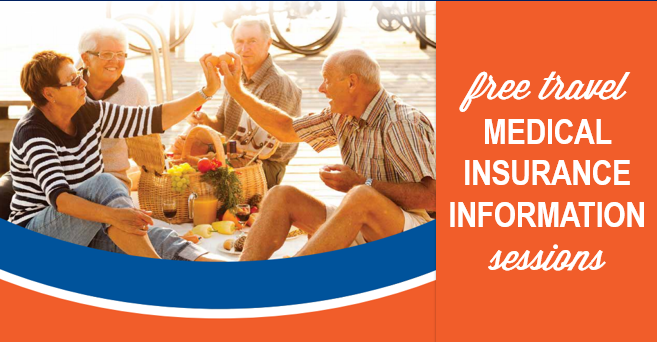 free travel
MEDICAL
INSURANCE
INFORMATION
sessions